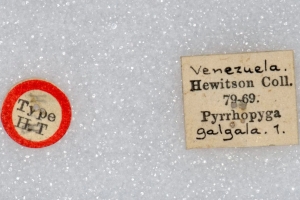 Type
H.T
Venezuela.
Hewitson Coll.
79-69.
Pyrrhopyga
galgala. 1.